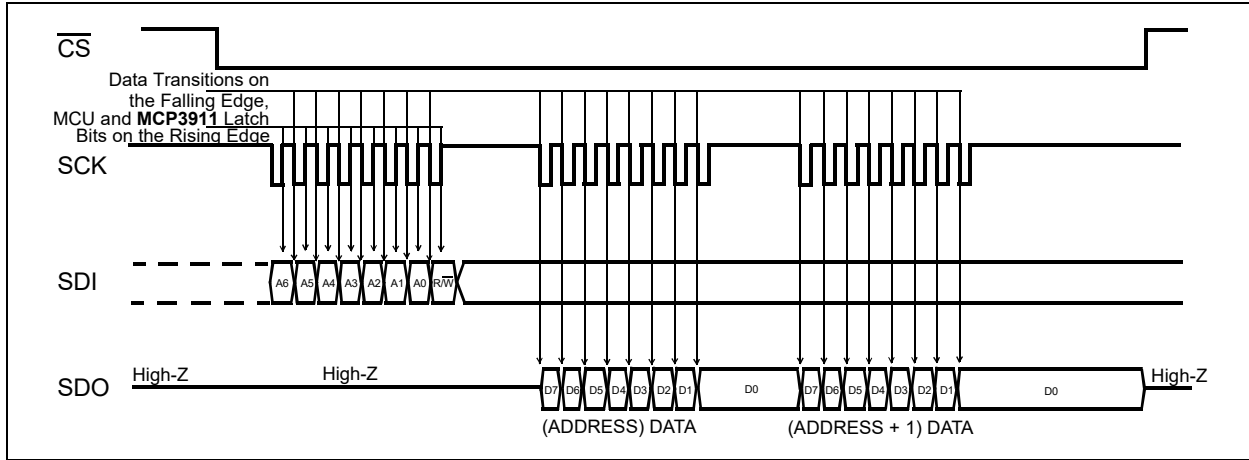 CS
Data Transitions on
the Falling Edge,
MCU and MCP3911 Latch
Bits on the Rising Edge
SCK
SDI
A6 A5 A4 A3 A2 A1 A0 R/W
SDO
High-Z High-Z D7 D6 D5 D4 D3 D2 D1 D0 D7 D6 D5 D4 D3 D2 D1 D0 High-Z
(ADDRESS) DATA (ADDRESS + 1) DATA